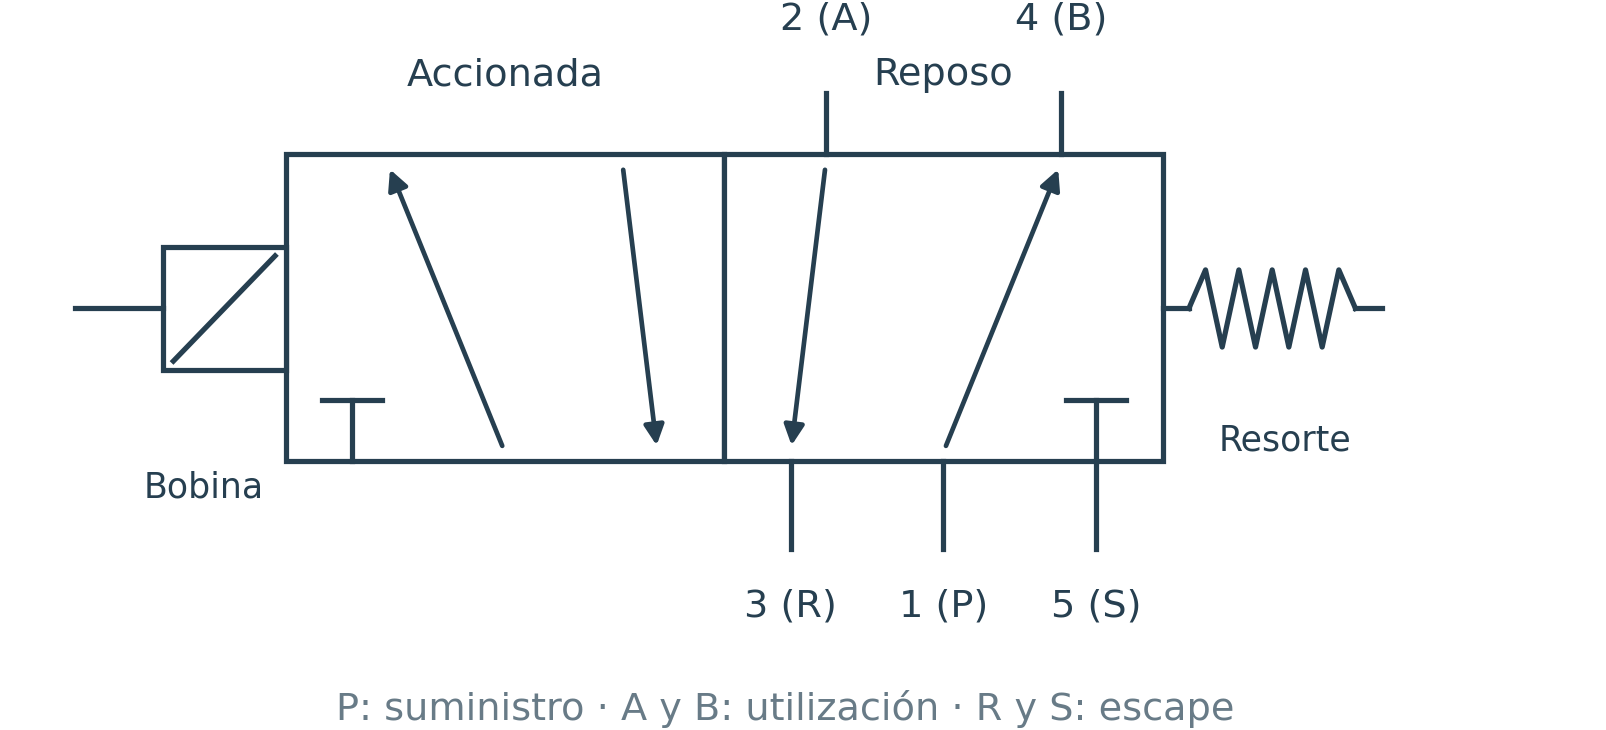 2 (A) 4 (B)
Accionada Reposo
Resorte
Bobina
3 (R) 1 (P) 5 (S)
P: suministro · A y B: utilización · R y S: escape